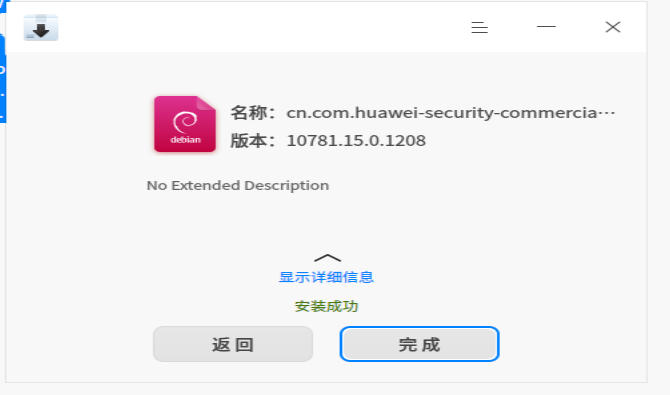 名称：cn.com.huawei-security-commercia···
debian
版本：10781.15.0.1208
No Extended Description
显示详细信息
安装成功
返回
完成